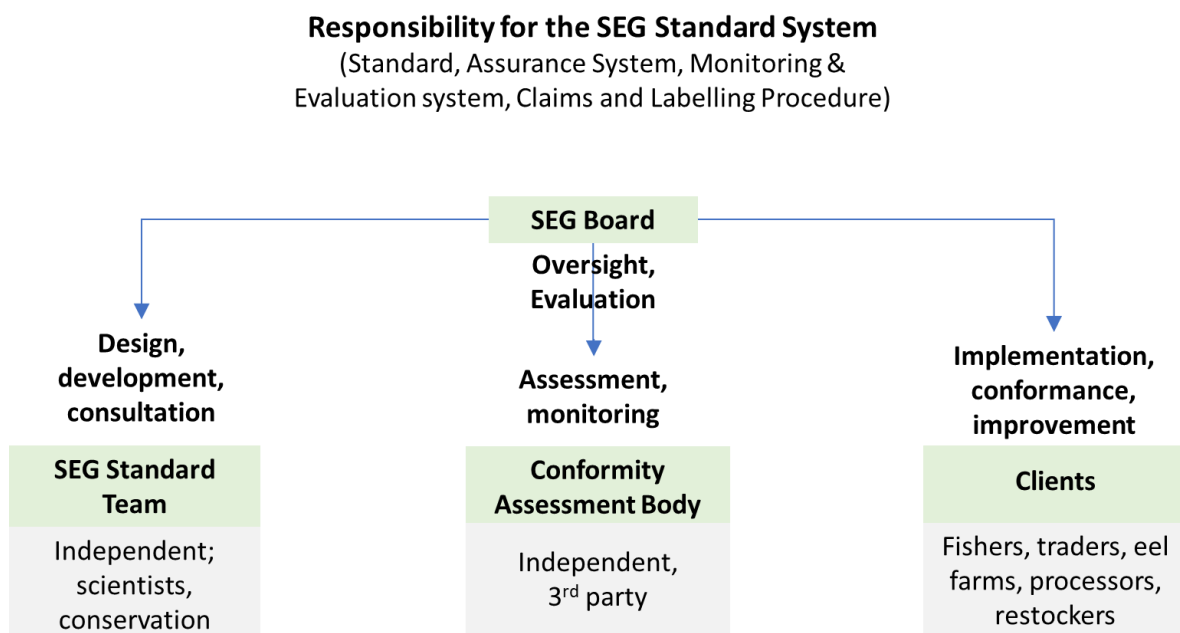 Responsibility for the SEG Standard System
(Standard, Assurance System, Monitoring &
Evaluation system, Claims and Labelling Procedure)
SEG Board
Oversight,
Evaluation
Design,
development,
consultation
SEG Standard
Team
Independent;
scientists,
conservation
Assessment,
monitoring
Conformity
Assessment Body
Independent,
3rd party
Implementation,
conformance,
improvement
Clients
Fishers, traders, eel
farms, processors,
restockers